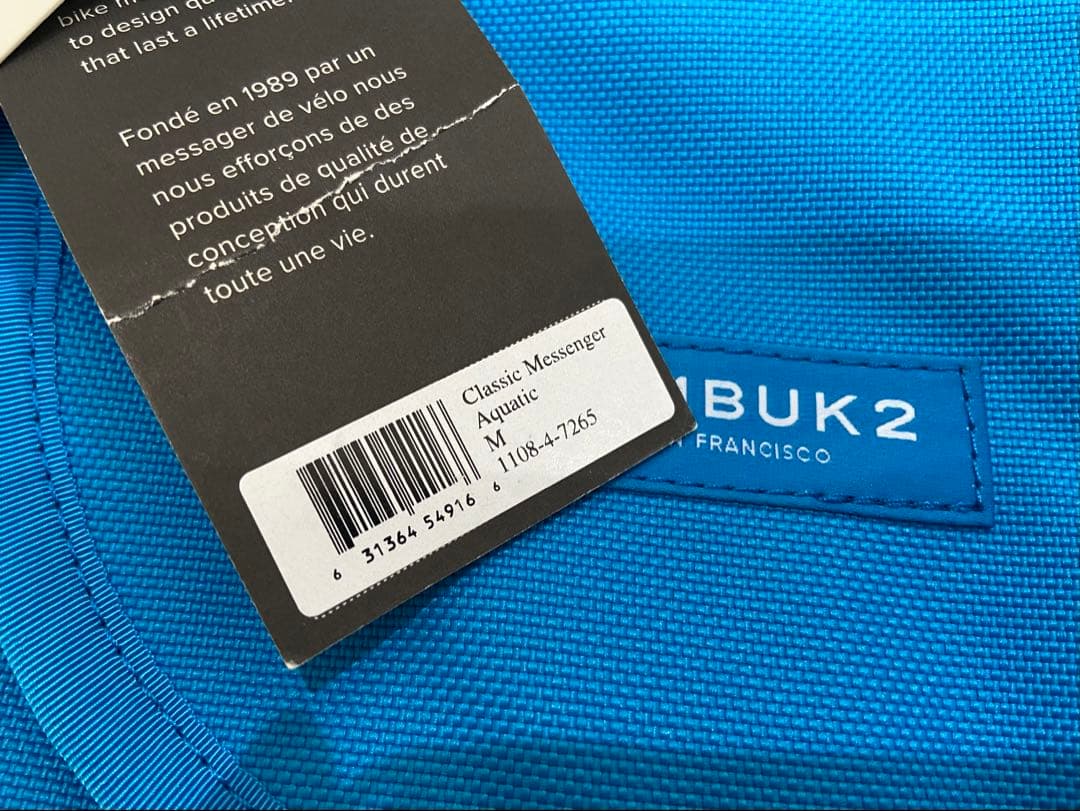 bike
to design
that last a lifetime.
Fondé en 1989 par un
messager de vélo nous
nous efforçons de des
produits de qualité de
conception qui durent
toute une vie.
Classic Messenger
Aquatic
M
1108-4-7265
6 31364 54916 6
MBUK2
FRANCISCO